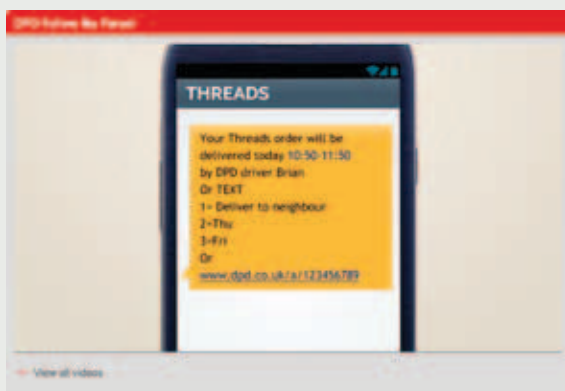 DPD Follow My Parcel
THREADS
Your Threads order will be
delivered today 10:50-11:50
by DPD driver Brian
Or TEXT
1- Deliver to neighbour
2-Thu
3-Fri
Or
www.dpd.co.uk/a/123456789
View all videos